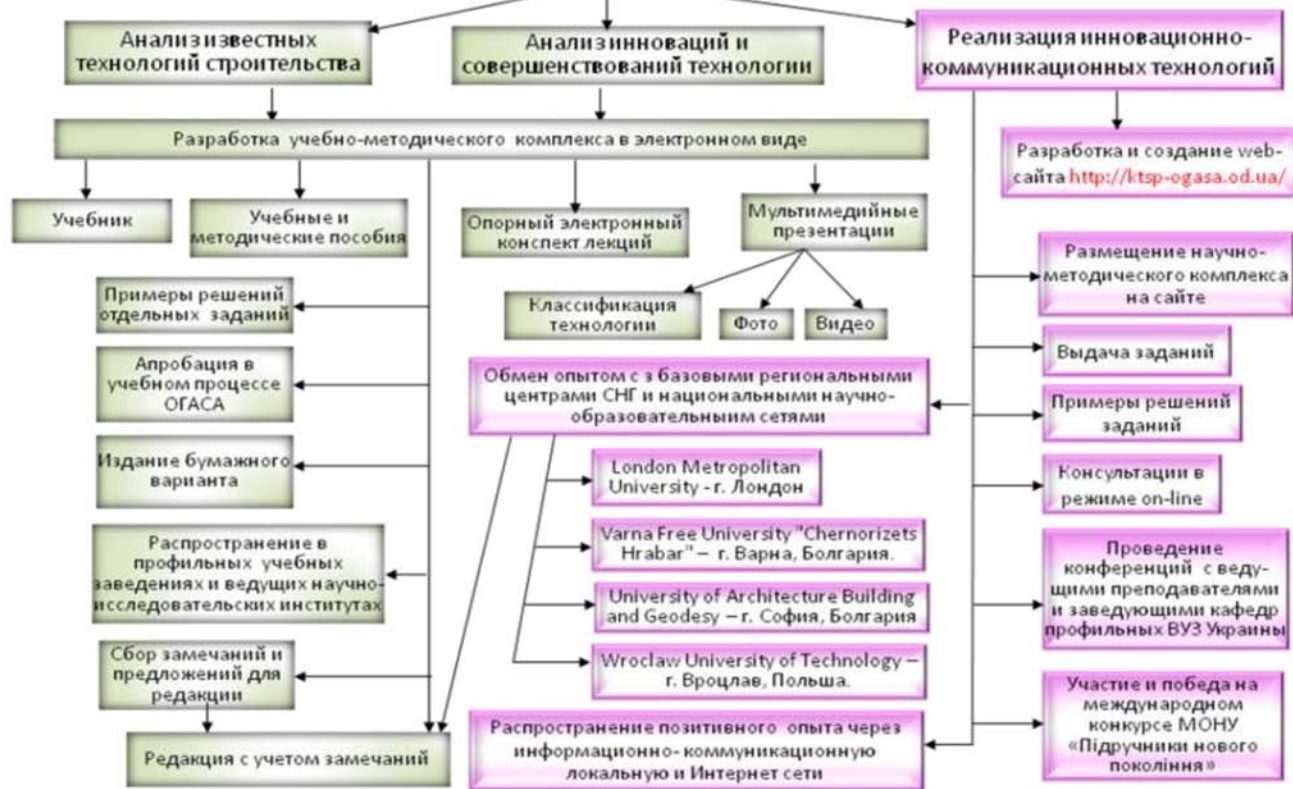 Анализ известных
технологий строительства
Анализ инноваций и
совершенствований технологии
Реализация инновационно-
коммуникационных технологий
Разработка учебно-методического комплекса в электронном виде
Разработка и создание web-
сайта http://ktsp-ogasa.od.ua/
Учебник
Учебные и
методические пособия
Опорный электронный
конспект лекций
Мультимедийные
презентации
Размещение научно-
методического комплекса
на сайте
Примеры решений
отдельных заданий
Классификация
технологии
Фото
Видео
Выдача заданий
Апробация в
учебном процессе
ОГАСА
Обмен опытом с з базовыми региональными
центрами СНГ и национальными научно-
образовательныим сетями
Примеры решений
заданий
Издание бумажного
варианта
London Metropolitan
University - г. Лондон
Консультации в
режиме on-line
Распространение в
профильных учебных
заведениях и ведущих научно-
исследовательских институтах
Varna Free University "Chernorizets
Hrabar" – г. Варна, Болгария.
Проведение
конференций с веду-
щими преподавателями
и заведующими кафедр
профильных ВУЗ Украины
University of Architecture Building
and Geodesy – г. София, Болгария
Сбор замечаний и
предложений для
редакции
Wroclaw University of Technology –
г. Вроцлав, Польша.
Участие и победа на
международном
конкурсе МОНУ
«Підручники нового
покоління»
Редакция с учетом замечаний
Распространение позитивного опыта через
информационно-коммуникационную
локальную и Интернет сети